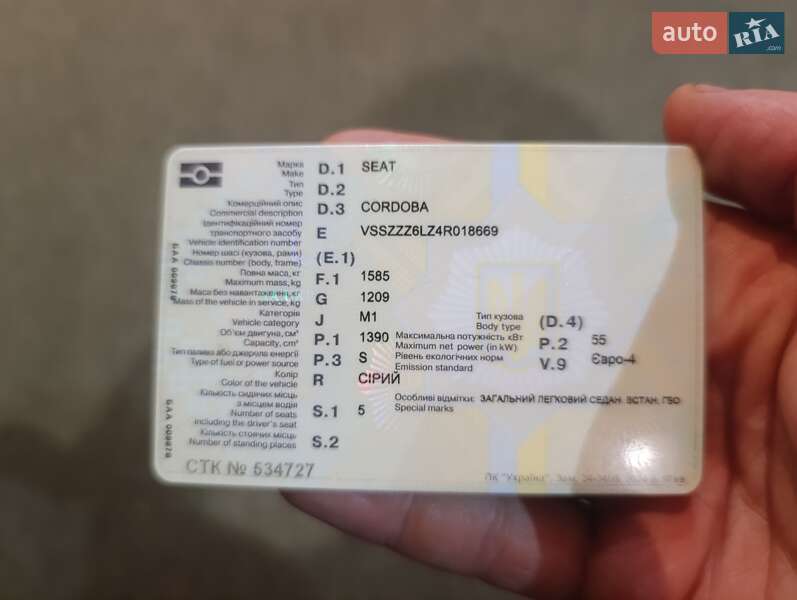 auto RIA .com
Марка Make D.1 SEAT
Тип Type D.2
Комерційний опис Commercial description D.3 CORDOBA
Ідентифікаційний номер транспортного засобу Vehicle identification number E VSSZZZ6LZ4R018669
Номер шасі (кузова, рами) Chassis number (body, frame) (E.1)
Повна маса, кг Maximum mass, kg F.1 1585
Маса без навантаження, кг Mass of the vehicle in service, kg G 1209
Категорія Vehicle category J M1 Тип кузова Body type (D.4)
Об'єм двигуна, см³ Capacity, cm³ P.1 1390 Максимальна потужність кВт Maximum net power (in kW) P.2 55
Тип палива або джерела енергії Type of fuel or power source P.3 S Рівень екологічних норм Emission standard V.9 Євро-4
Колір Color of the vehicle R СІРИЙ
Кількість сидячих місць з місцем водія Number of seats including the driver's seat S.1 5 Особливі відмітки: Special marks ЗАГАЛЬНИЙ ЛЕГКОВИЙ СЕДАН. ВСТАН. ГБО
Кількість стоячих місць Number of standing places S.2
СТК № 534727
ПК "Україна". Зам.